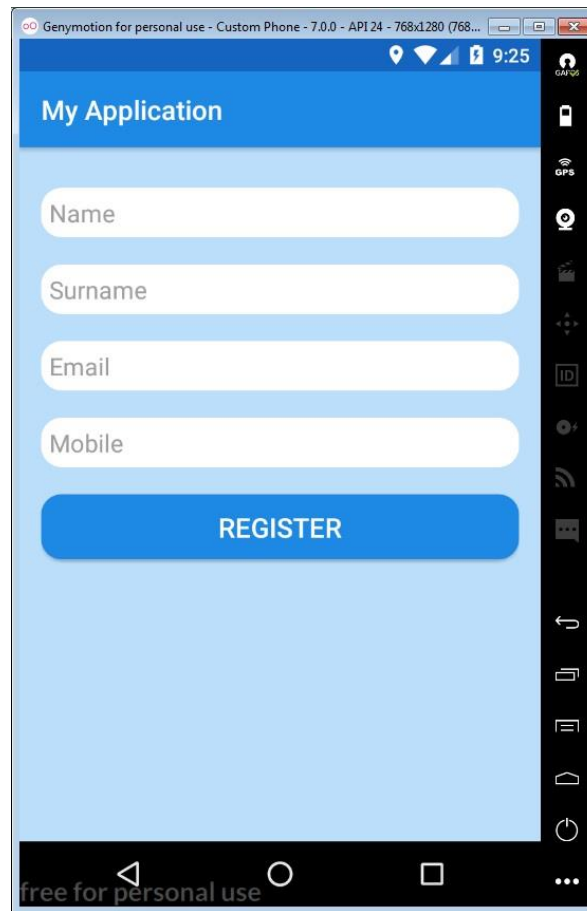 Genymotion for personal use - Custom Phone - 7.0.0 - API 24 - 768x1280 (768...
9:25
GAPPS
My Application
GPS
Name
Surname
Email
ID
Mobile
REGISTER
free for personal use